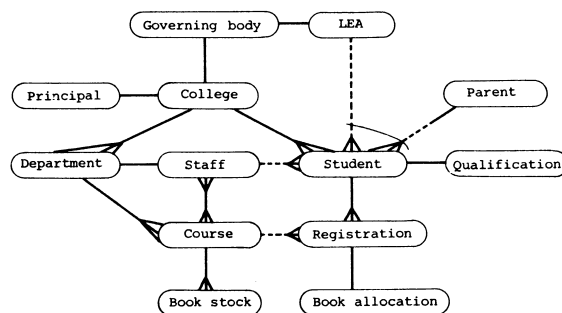 Governing body
LEA
Principal
College
Parent
Department
Staff
Student
Qualification
Course
Registration
Book stock
Book allocation